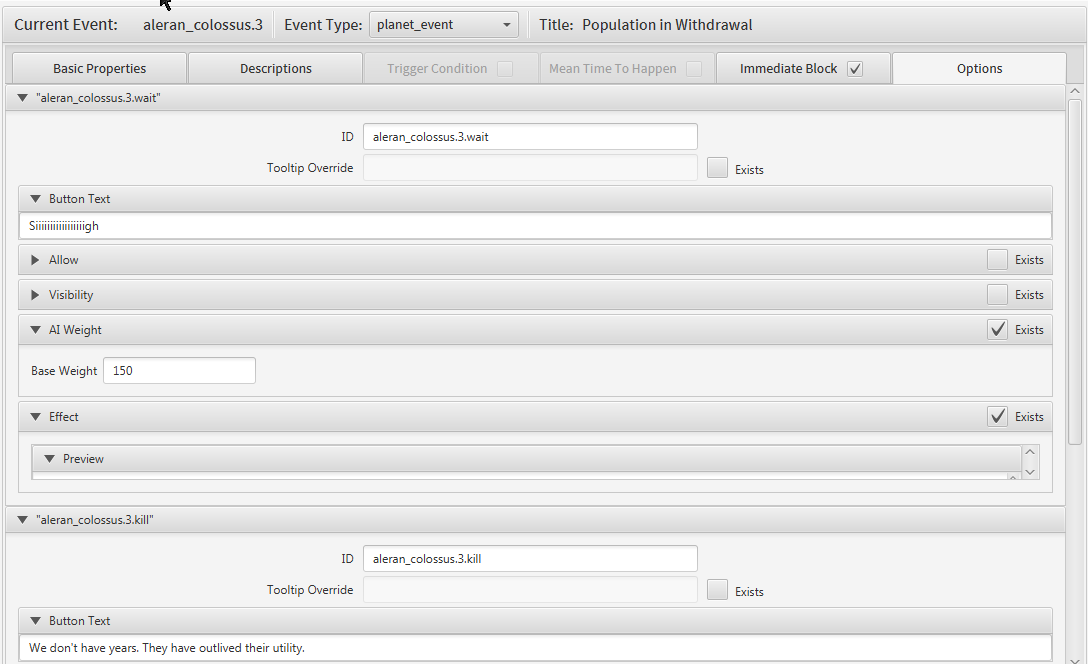 Current Event: aleran_colossus.3 Event Type: planet_event Title: Population in Withdrawal
Basic Properties Descriptions Trigger Condition Mean Time To Happen Immediate Block Options
"aleran_colossus.3.wait"
ID aleran_colossus.3.wait
Tooltip Override Exists
Button Text
Siiiiiiiiiiiiiiiiigh
Allow Exists
Visibility Exists
AI Weight Exists
Base Weight 150
Effect Exists
Preview
"aleran_colossus.3.kill"
ID aleran_colossus.3.kill
Tooltip Override Exists
Button Text
We don't have years. They have outlived their utility.